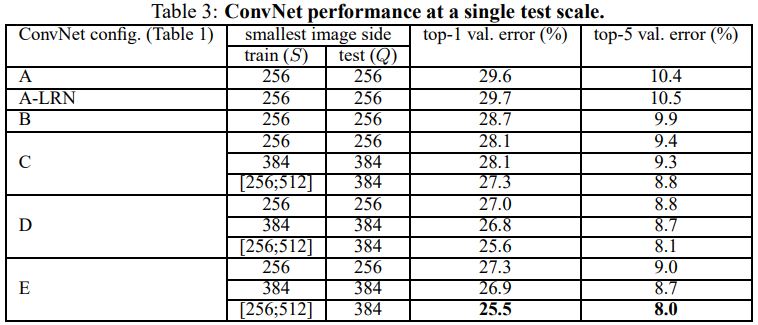 Table 3: ConvNet performance at a single test scale.
ConvNet config. (Table 1) smallest image side top-1 val. error (%) top-5 val. error (%)
train (S) test (Q)
A 256 256 29.6 10.4
A-LRN 256 256 29.7 10.5
B 256 256 28.7 9.9
C 256 256 28.1 9.4
384 384 28.1 9.3
[256;512] 384 27.3 8.8
D 256 256 27.0 8.8
384 384 26.8 8.7
[256;512] 384 25.6 8.1
E 256 256 27.3 9.0
384 384 26.9 8.7
[256;512] 384 25.5 8.0